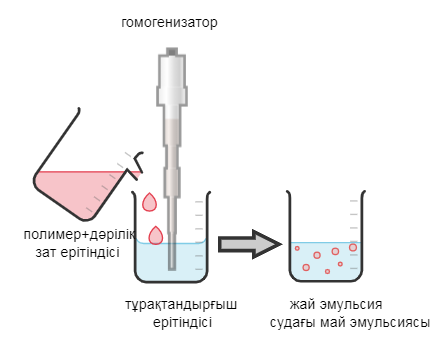 гомогенизатор
полимер+дәрілік
зат ерітіндісі
тұрақтандырғыш
ерітіндісі
жай эмульсия
судағы май эмульсиясы